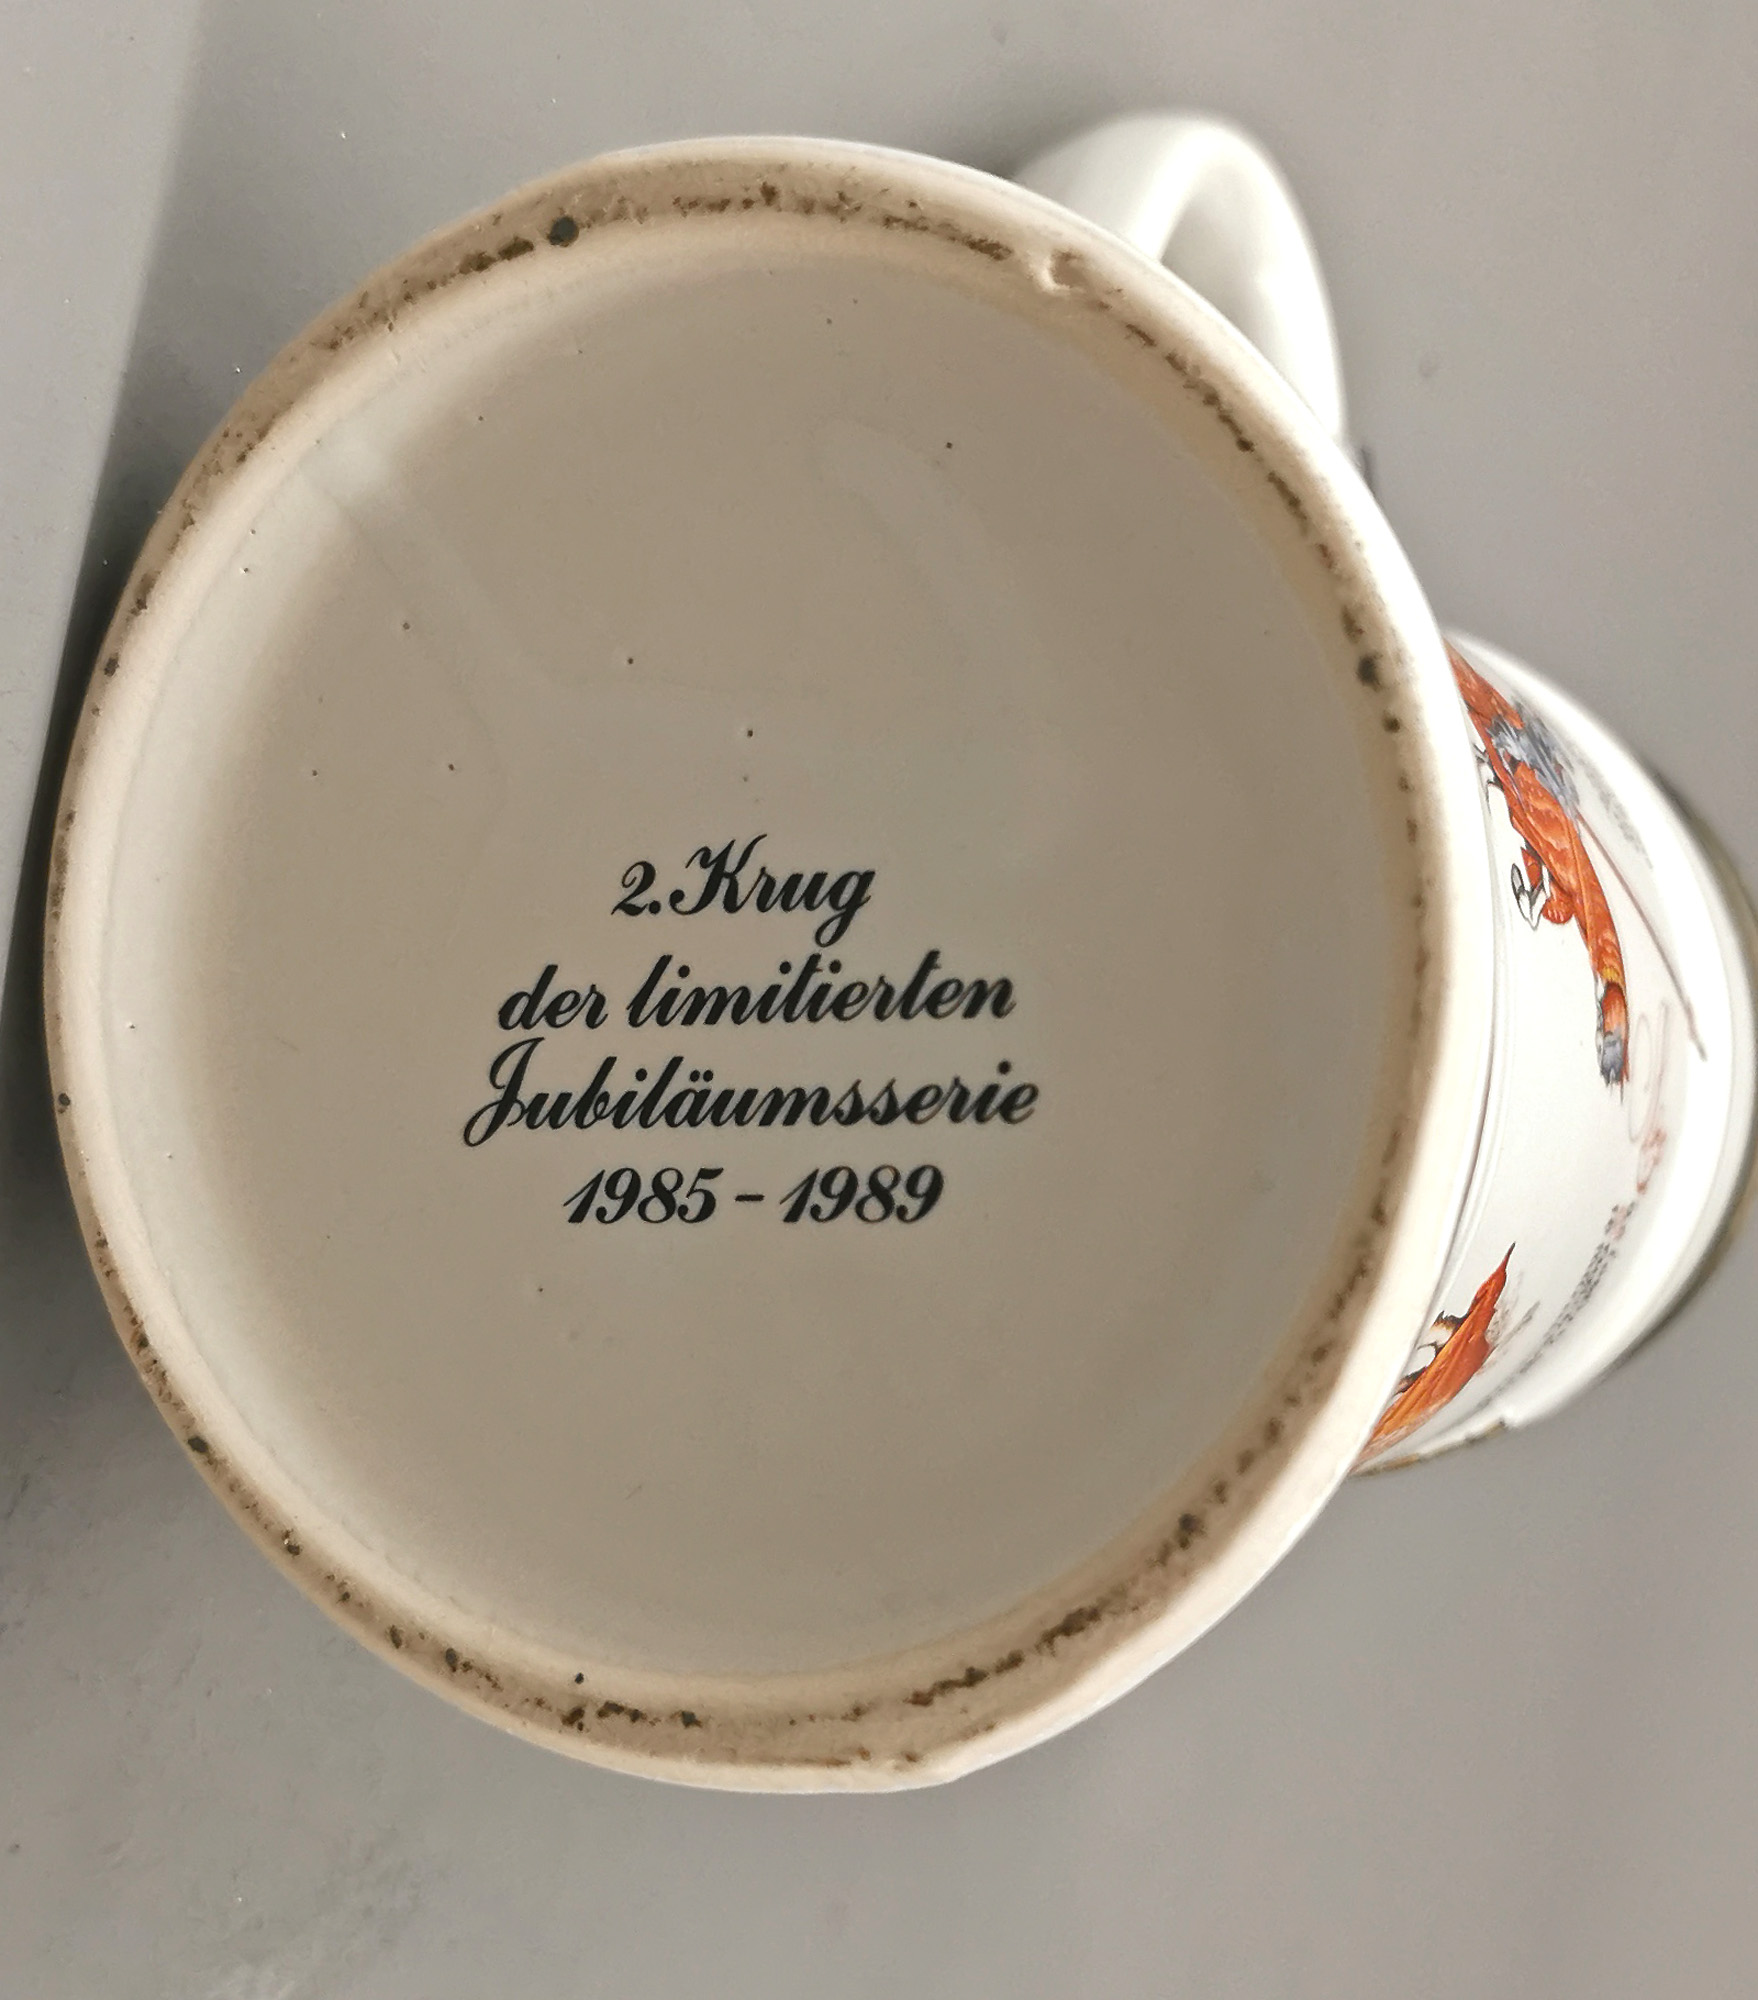 2. Krug
der limitierten
Jubiläumsserie
1985 - 1989